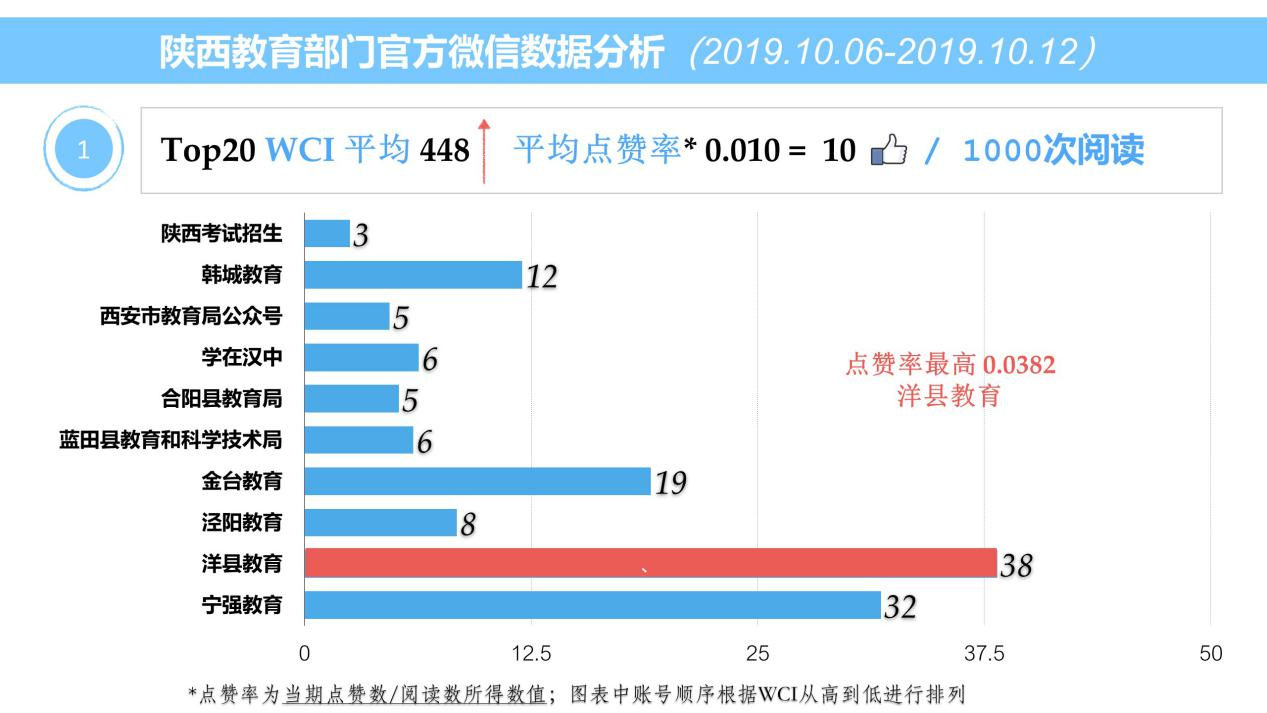 陕西教育部门官方微信数据分析（2019.10.06-2019.10.12）
1
Top20 WCI 平均 448 平均点赞率* 0.010 = 10 / 1000次阅读
陕西考试招生 3
韩城教育 12
西安市教育局公众号 5
学在汉中 6
点赞率最高 0.0382
洋县教育
合阳县教育局 5
蓝田县教育和科学技术局 6
金台教育 19
泾阳教育 8
洋县教育 、 38
宁强教育 32
0 12.5 25 37.5 50
*点赞率为当期点赞数/阅读数所得数值；图表中账号顺序根据WCI从高到低进行排列